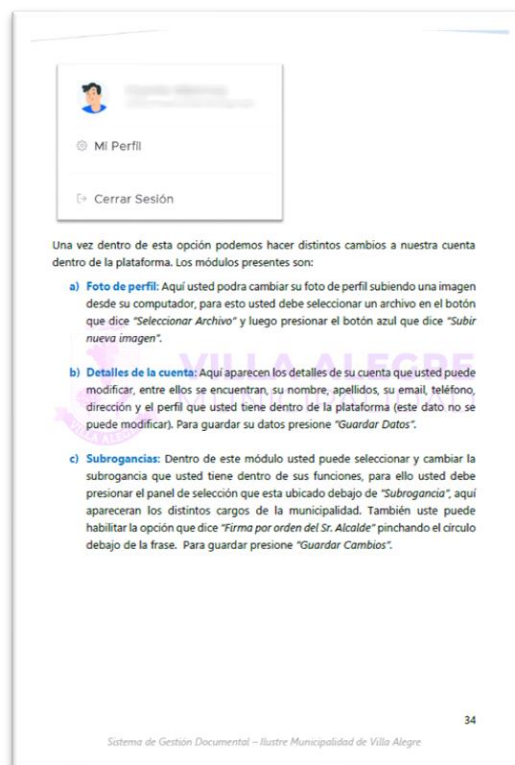 Mi Perfil
Cerrar Sesión
Una vez dentro de esta opción podemos hacer distintos cambios a nuestra cuenta
dentro de la plataforma. Los módulos presentes son:
a) Foto de perfil: Aquí usted podra cambiar su foto de perfil subiendo una imagen
desde su computador, para esto usted debe seleccionar un archivo en el botón
que dice "Seleccionar Archivo" y luego presionar el botón azul que dice "Subir
nueva imagen".
VILLA ALEGRE
b) Detalles de la cuenta: Aquí aparecen los detalles de su cuenta que usted puede
modificar, entre ellos se encuentran, su nombre, apellidos, su email, teléfono,
dirección y el perfil que usted tiene dentro de la plataforma (este dato no se
puede modificar). Para guardar su datos presione "Guardar Datos".
VILLA ALEGRE
c) Subrogancias: Dentro de este módulo usted puede seleccionar y cambiar la
subrogancia que usted tiene dentro de sus funciones, para ello usted debe
presionar el panel de selección que esta ubicado debajo de "Subrogancia", aquí
apareceran los distintos cargos de la municipalidad. También uste puede
habilitar la opción que dice "Firma por orden del Sr. Alcalde" pinchando el círculo
debajo de la frase. Para guardar presione "Guardar Cambios".
34
Sistema de Gestión Documental – Ilustre Municipalidad de Villa Alegre